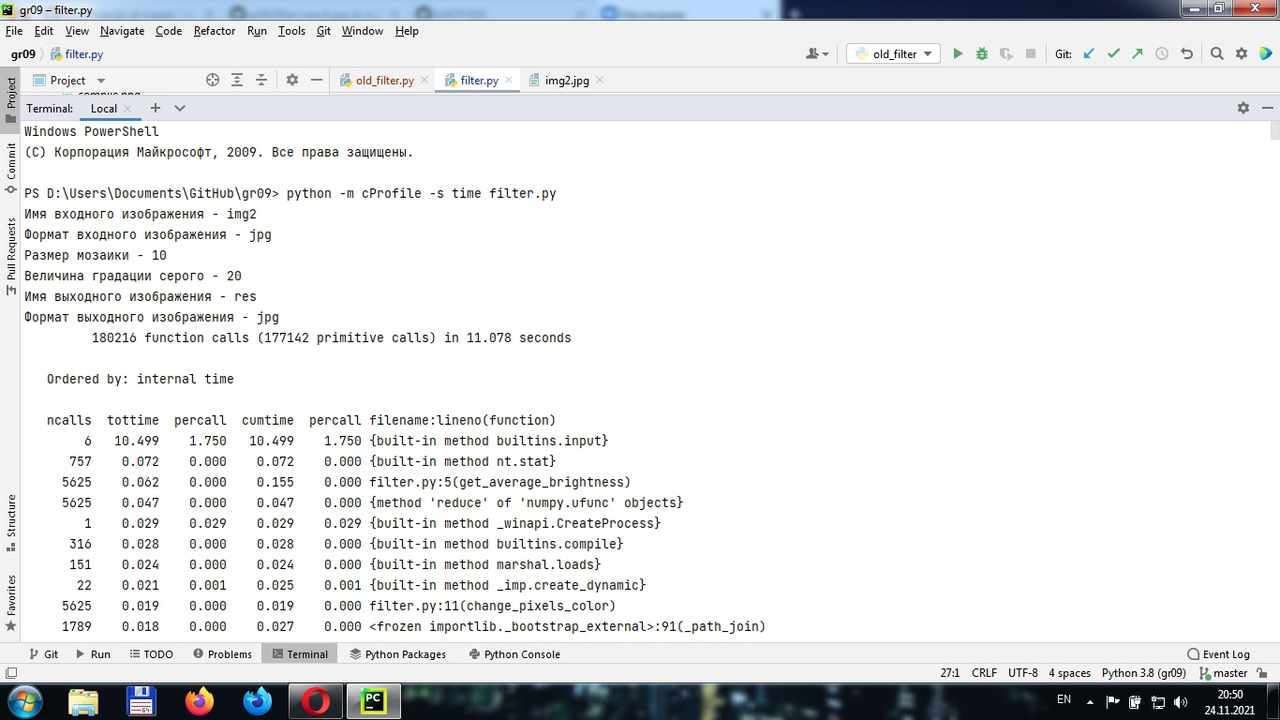 gr09 – filter.py
File Edit View Navigate Code Refactor Run Tools Git Window Help
gr09 filter.py old_filter Git:
Project old_filter.py filter.py img2.jpg
Terminal: Local
Windows PowerShell
(C) Корпорация Майкрософт, 2009. Все права защищены.
PS D:\Users\Documents\GitHub\gr09> python -m cProfile -s time filter.py
Имя входного изображения - img2
Формат входного изображения - jpg
Размер мозаики - 10
Величина градации серого - 20
Имя выходного изображения - res
Формат выходного изображения - jpg
180216 function calls (177142 primitive calls) in 11.078 seconds
Ordered by: internal time
ncalls tottime percall cumtime percall filename:lineno(function)
6 10.499 1.750 10.499 1.750 {built-in method builtins.input}
757 0.072 0.000 0.072 0.000 {built-in method nt.stat}
5625 0.062 0.000 0.155 0.000 filter.py:5(get_average_brightness)
5625 0.047 0.000 0.047 0.000 {method 'reduce' of 'numpy.ufunc' objects}
1 0.029 0.029 0.029 0.029 {built-in method _winapi.CreateProcess}
316 0.028 0.000 0.028 0.000 {built-in method builtins.compile}
151 0.024 0.000 0.024 0.000 {built-in method marshal.loads}
22 0.021 0.001 0.025 0.001 {built-in method _imp.create_dynamic}
5625 0.019 0.000 0.019 0.000 filter.py:11(change_pixels_color)
1789 0.018 0.000 0.027 0.000 <frozen importlib._bootstrap_external>:91(_path_join)
Project
Commit
Pull Requests
Structure
Favorites
Git Run TODO Problems Terminal Python Packages Python Console Event Log
27:1 CRLF UTF-8 4 spaces Python 3.8 (gr09) master
EN 20:50
24.11.2021